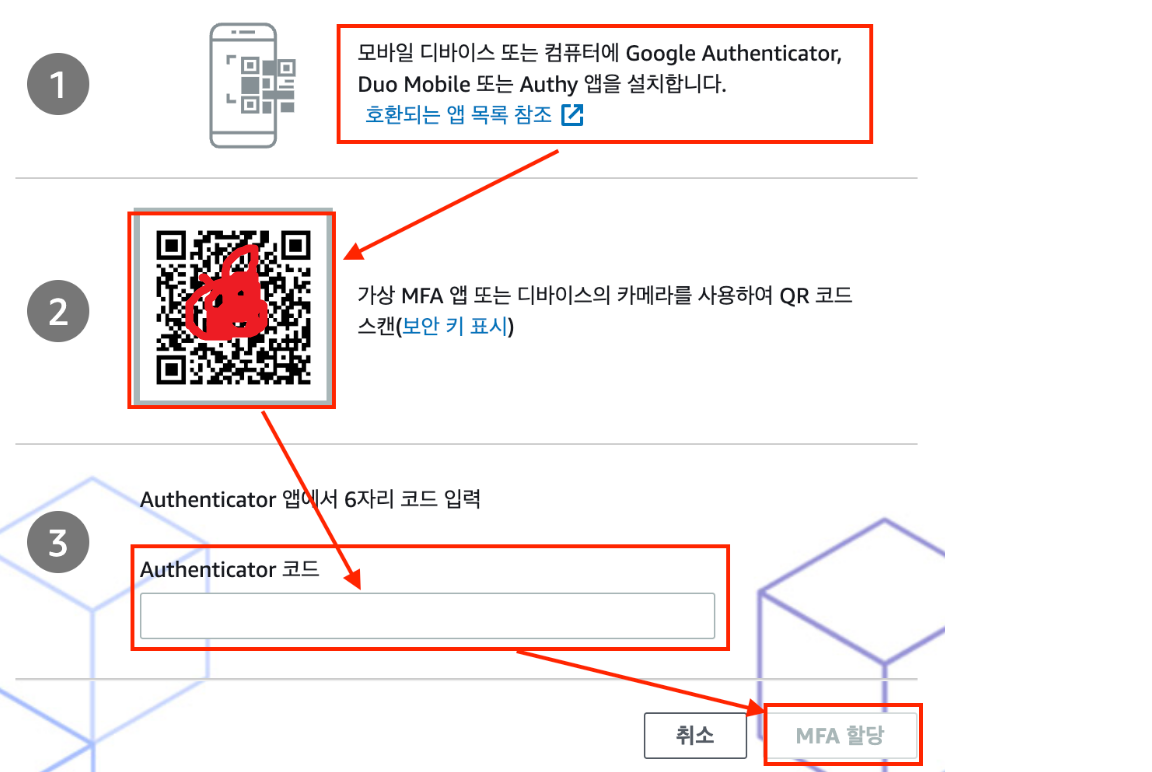 1
모바일 디바이스 또는 컴퓨터에 Google Authenticator,
Duo Mobile 또는 Authy 앱을 설치합니다.
호환되는 앱 목록 참조
2
가상 MFA 앱 또는 디바이스의 카메라를 사용하여 QR 코드
스캔(보안 키 표시)
3
Authenticator 앱에서 6자리 코드 입력
Authenticator 코드
취소
MFA 할당